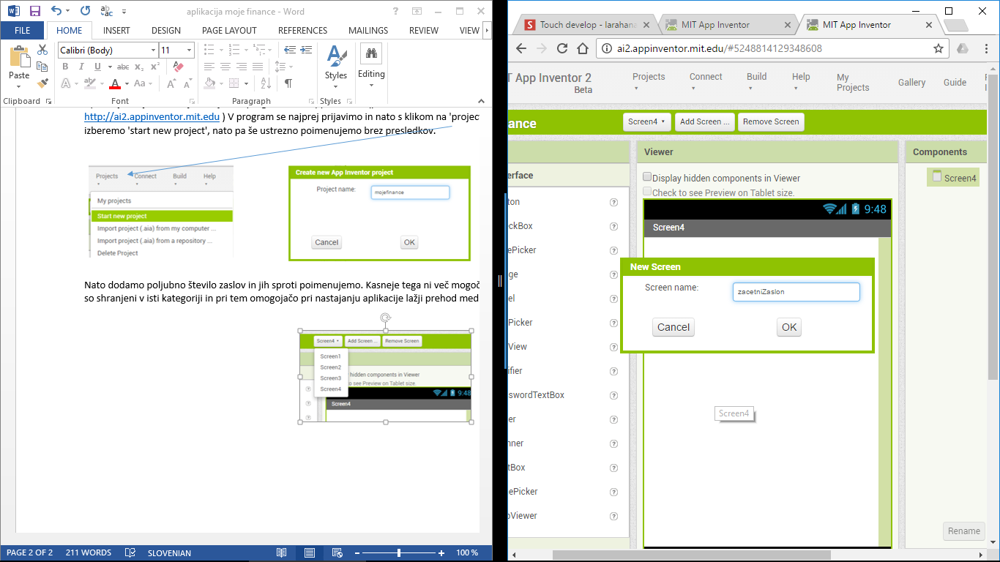 aplikacija moje finance - Word
FILE HOME INSERT DESIGN PAGE LAYOUT REFERENCES MAILINGS REVIEW VIEW
Calibri (Body) 11
Paste
Styles
Editing
Clipboard Font Paragraph Styles
http://ai2.appinventor.mit.edu ) V program se najprej prijavimo in nato s klikom na 'projec
izberemo 'start new project', nato pa še ustrezno poimenujemo brez presledkov.
Projects Connect Build Help
My projects
Start new project
Import project (.aia) from my computer ...
Import project (.aia) from a repository ...
Delete Project
Create new App Inventor project
Project name: mojefinance
Cancel OK
Nato dodamo poljubno število zaslov in jih sproti poimenujemo. Kasneje tega ni več mogoč
so shranjeni v isti kategoriji in pri tem omogojačo pri nastajanju aplikacije lažji prehod med
Screen4 Add Screen ... Remove Screen
Screen1
Screen2 hidden components in Viewer
Screen3 to see Preview on Tablet size.
Screen4 9:48
Screen4
PAGE 2 OF 2 211 WORDS SLOVENIAN 100 %
Touch develop - larahana MIT App Inventor MIT App Inventor
ai2.appinventor.mit.edu/#5246814129348608
T App Inventor 2
Beta
Projects Connect Build Help My Projects Gallery Guide
nance Screen4 Add Screen ... Remove Screen
Viewer Components
erface
Display hidden components in Viewer
Check to see Preview on Tablet size.
Screen4
9:48
Screen4
ton
eckBox
ePicker
ge
el
Picker
View
ifier
swordTextBox
er
nner
tBox
ePicker
oViewer
New Screen
Screen name: zacetniZaslon
Cancel OK
Screen4
Rename